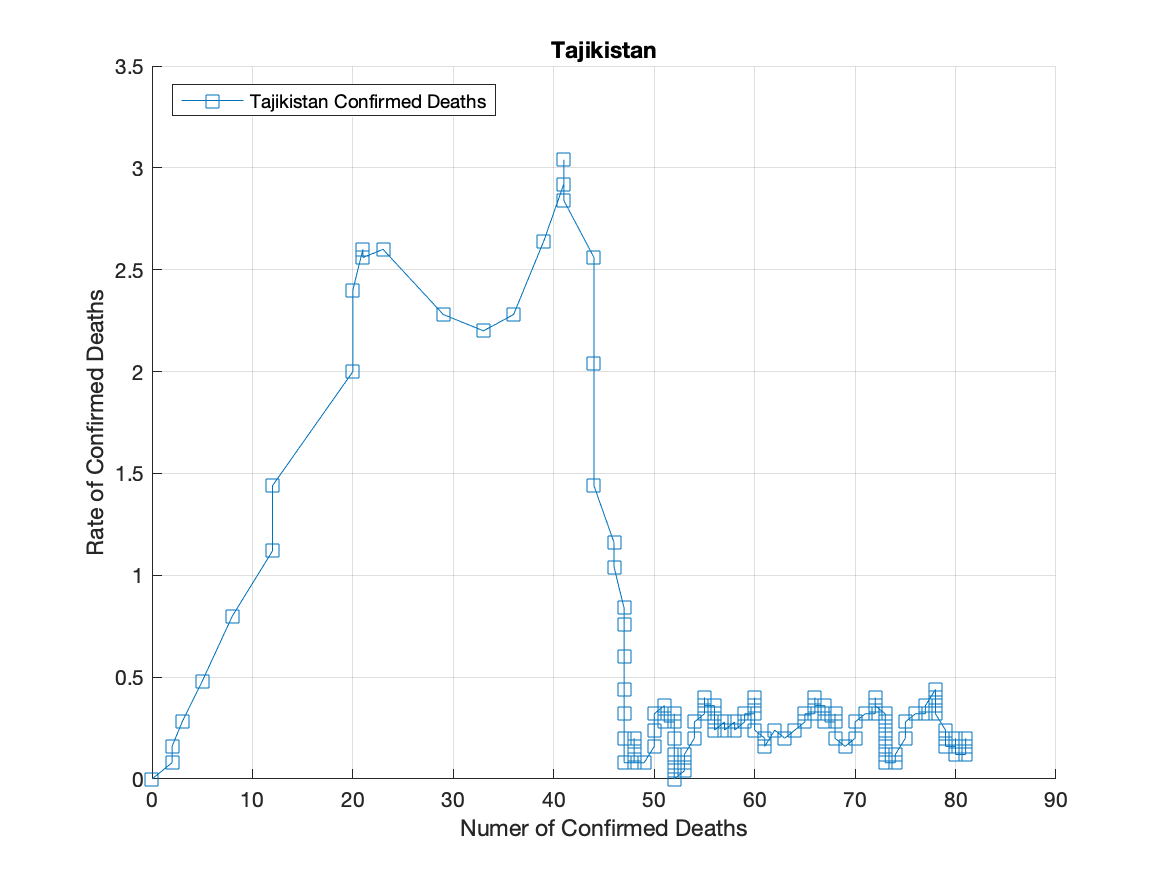 Tajikistan
Tajikistan Confirmed Deaths
3.5
3
2.5
2
1.5
1
0.5
0
Rate of Confirmed Deaths
0 10 20 30 40 50 60 70 80 90
Numer of Confirmed Deaths